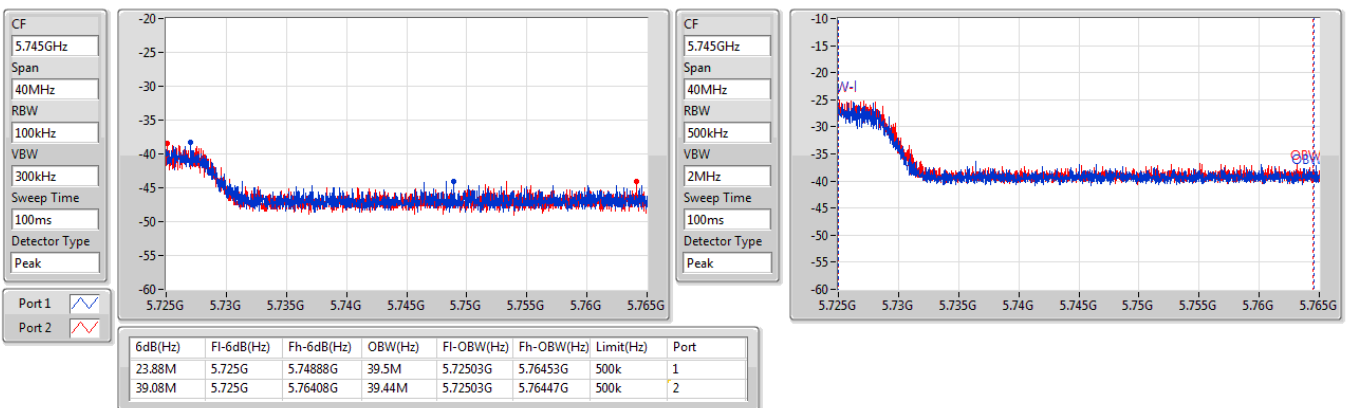 CF
5.745GHz
Span
40MHz
RBW
100kHz
VBW
300kHz
Sweep Time
100ms
Detector Type
Peak
Port 1
Port 2
-20
-25
-30
-35
-40
-45
-50
-55
-60
5.725G 5.73G 5.735G 5.74G 5.745G 5.75G 5.755G 5.76G 5.765G
CF
5.745GHz
Span
40MHz
RBW
500kHz
VBW
2MHz
Sweep Time
100ms
Detector Type
Peak
-10
-15
-20
-25
-30
-35
-40
-45
-50
-55
-60
W-I
OBW
OBW
5.725G 5.73G 5.735G 5.74G 5.745G 5.75G 5.755G 5.76G 5.765G
6dB(Hz) Fl-6dB(Hz) Fh-6dB(Hz) OBW(Hz) Fl-OBW(Hz) Fh-OBW(Hz) Limit(Hz) Port
23.88M 5.725G 5.74888G 39.5M 5.72503G 5.76453G 500k 1
39.08M 5.725G 5.76408G 39.44M 5.72503G 5.76447G 500k 2